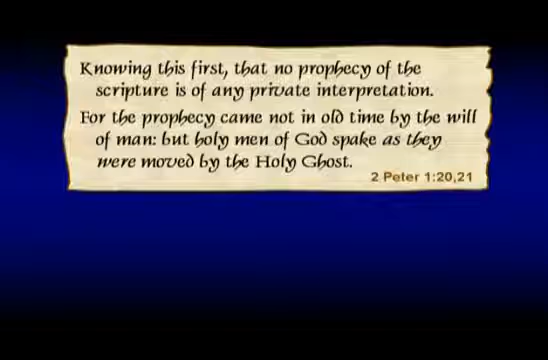 Knowing this first, that no prophecy of the
scripture is of any private interpretation.
For the prophecy came not in old time by the will
of man: but holy men of God spake as they
were moved by the Holy Ghost.
2 Peter 1:20,21